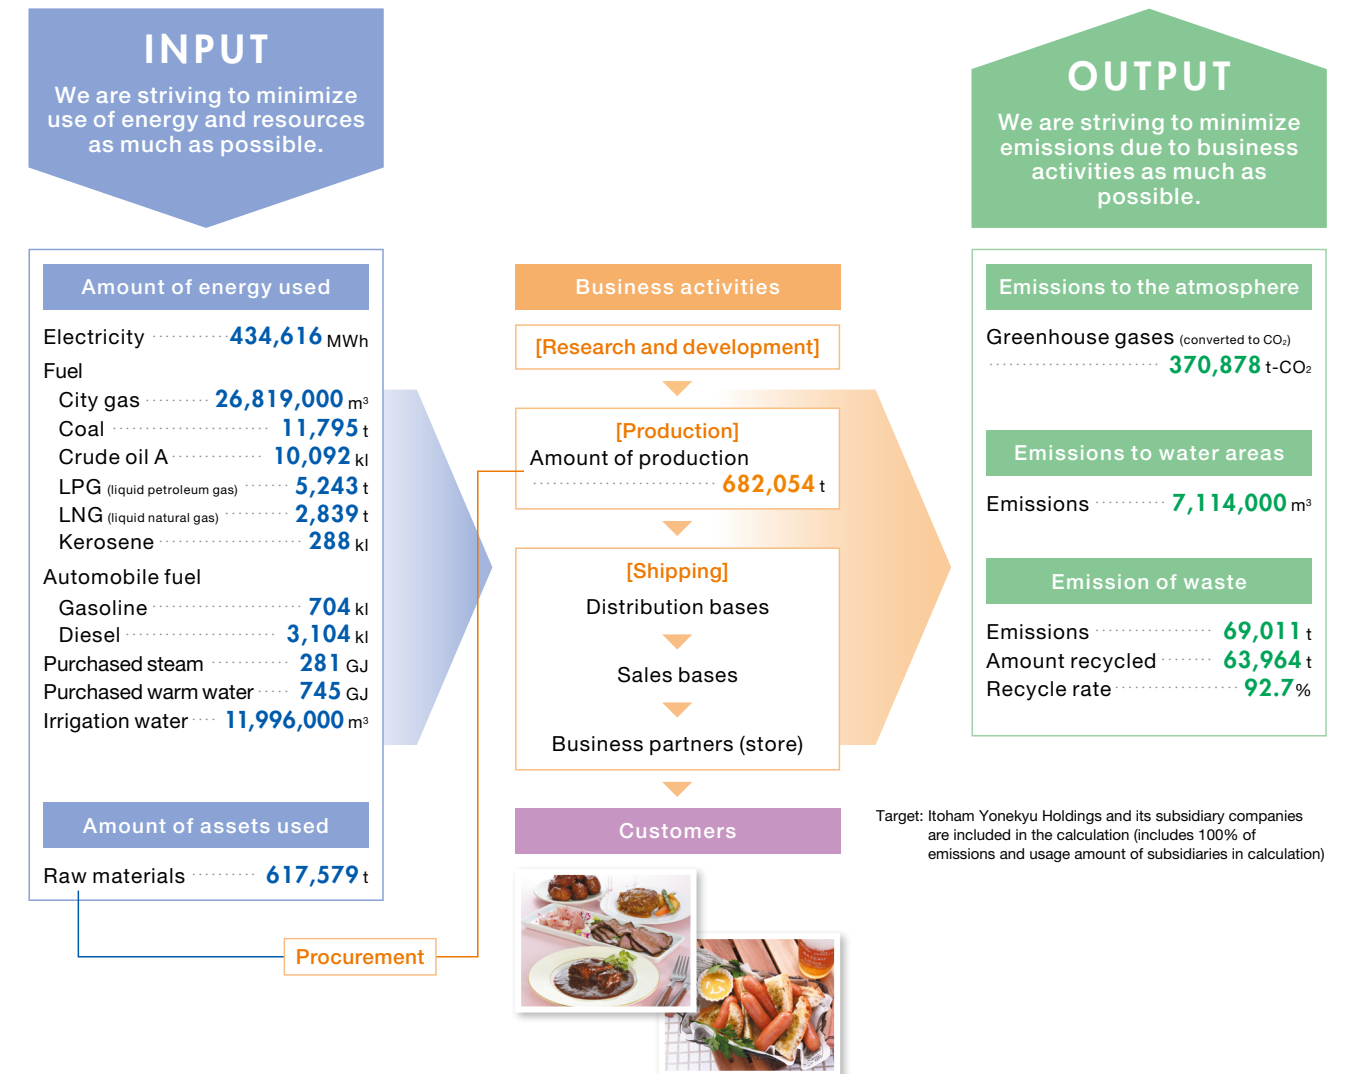 INPUT
We are striving to minimize
use of energy and resources
as much as possible.
Amount of energy used
Electricity 434,616 MWh
Fuel
City gas 26,819,000 m³
Coal 11,795 t
Crude oil A 10,092 kl
LPG (liquid petroleum gas) 5,243 t
LNG (liquid natural gas) 2,839 t
Kerosene 288 kl
Automobile fuel
Gasoline 704 kl
Diesel 3,104 kl
Purchased steam 281 GJ
Purchased warm water 745 GJ
Irrigation water 11,996,000 m³
Amount of assets used
Raw materials 617,579 t
Procurement
Business activities
[Research and development]
[Production]
Amount of production
682,054 t
[Shipping]
Distribution bases
Sales bases
Business partners (store)
Customers
OUTPUT
We are striving to minimize
emissions due to business
activities as much as
possible.
Emissions to the atmosphere
Greenhouse gases (converted to CO₂)
370,878 t-CO₂
Emissions to water areas
Emissions 7,114,000 m³
Emission of waste
Emissions 69,011 t
Amount recycled 63,964 t
Recycle rate 92.7%
Target: Itoham Yonekyu Holdings and its subsidiary companies
are included in the calculation (includes 100% of
emissions and usage amount of subsidiaries in calculation)